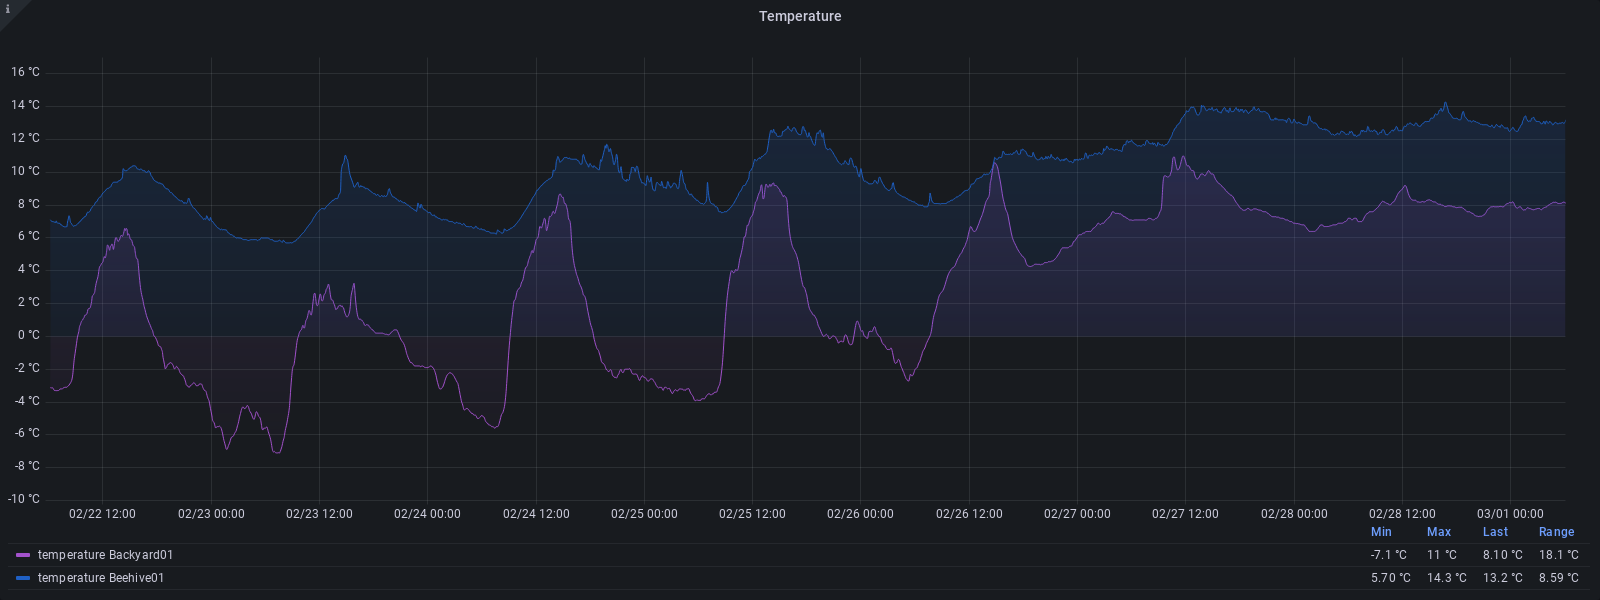 i
Temperature
16 °C
14 °C
12 °C
10 °C
8 °C
6 °C
4 °C
2 °C
0 °C
-2 °C
-4 °C
-6 °C
-8 °C
-10 °C
02/22 12:00 02/23 00:00 02/23 12:00 02/24 00:00 02/24 12:00 02/25 00:00 02/25 12:00 02/26 00:00 02/26 12:00 02/27 00:00 02/27 12:00 02/28 00:00 02/28 12:00 03/01 00:00
Min Max Last Range
temperature Backyard01 -7.1 °C 11 °C 8.10 °C 18.1 °C
temperature Beehive01 5.70 °C 14.3 °C 13.2 °C 8.59 °C